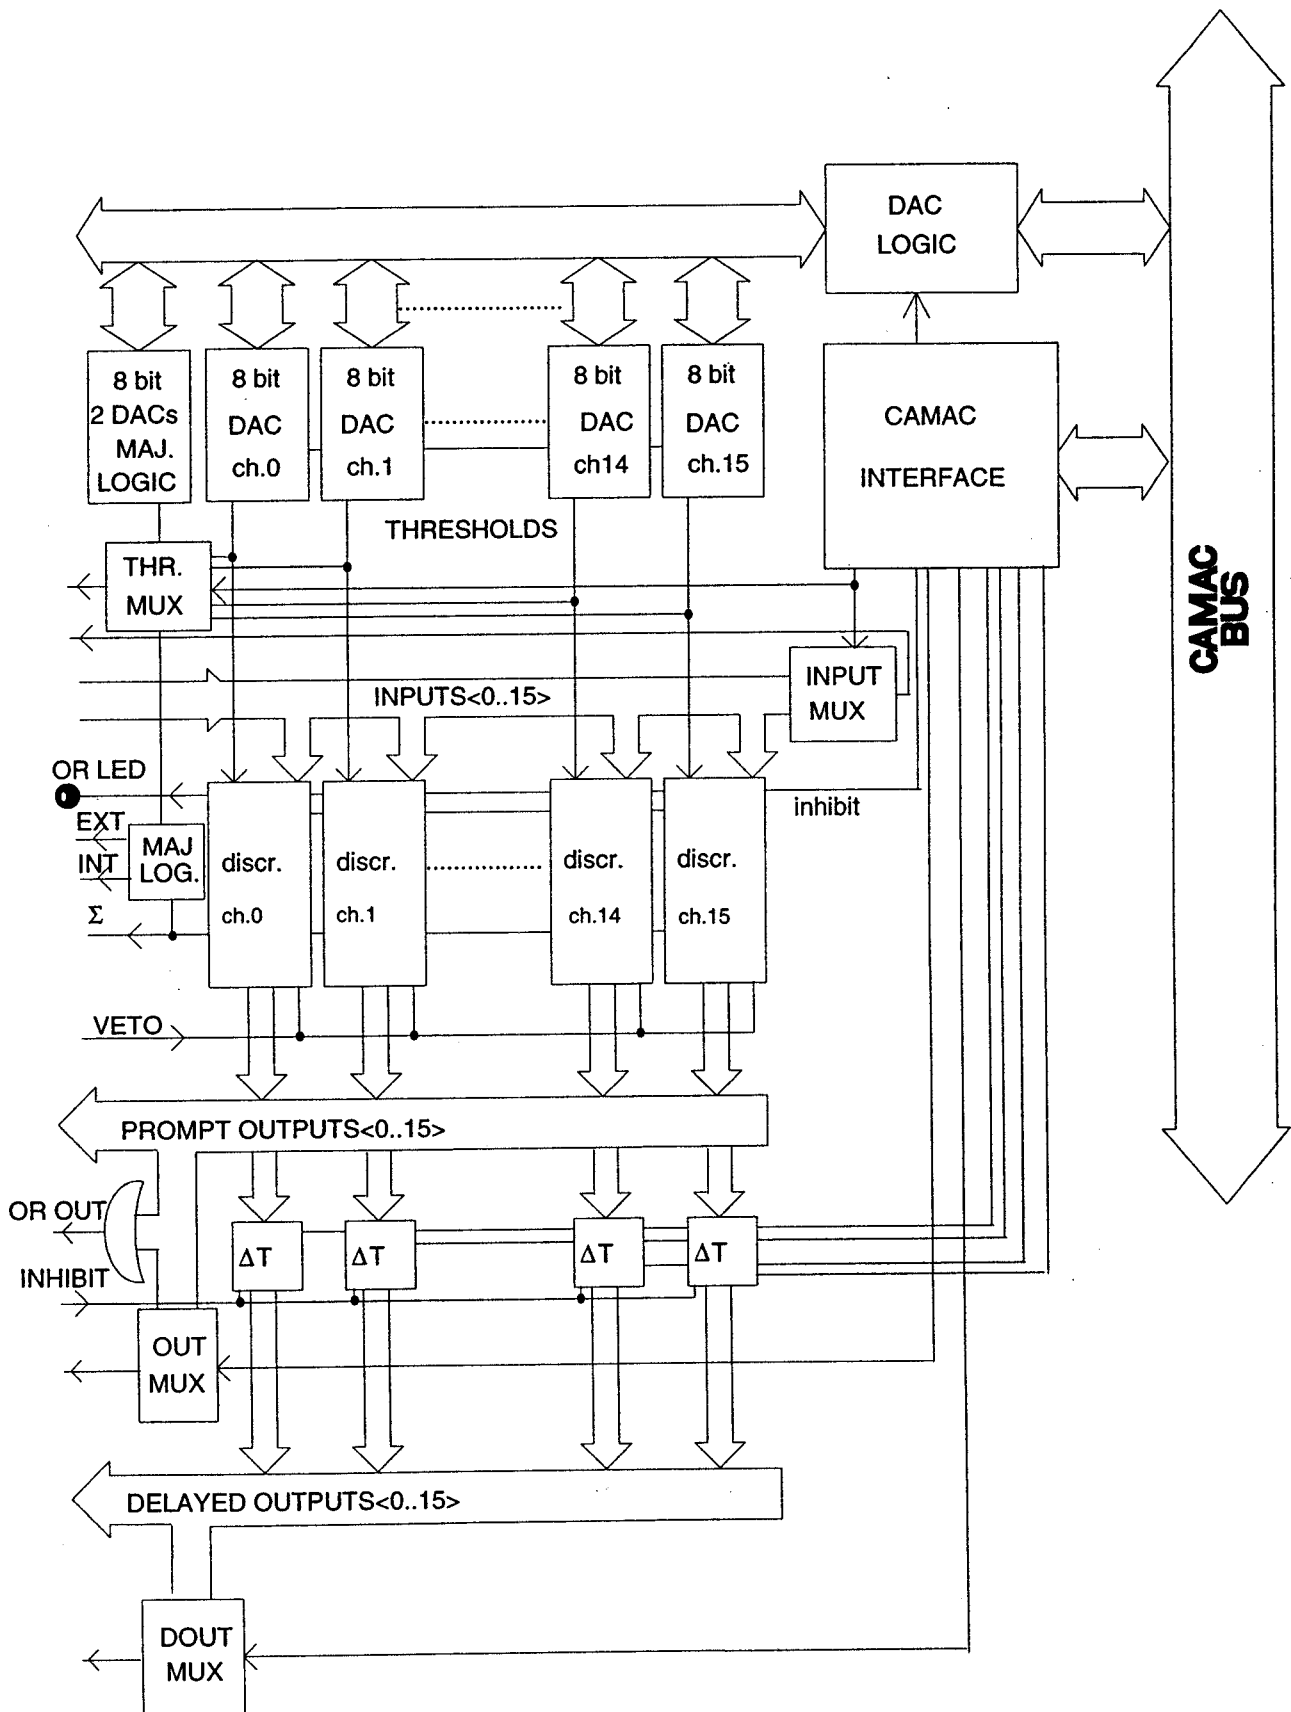 DAC
LOGIC
8 bit
2 DACs
MAJ.
LOGIC
8 bit
DAC
ch.0
8 bit
DAC
ch.1
8 bit
DAC
ch14
8 bit
DAC
ch.15
CAMAC
INTERFACE
CAMAC
BUS
THRESHOLDS
THR.
MUX
INPUT
MUX
INPUTS<0..15>
OR LED
inhibit
EXT
INT
MAJ
LOG.
Σ
discr.
ch.0
discr.
ch.1
discr.
ch.14
discr.
ch.15
VETO
PROMPT OUTPUTS<0..15>
OR OUT
INHIBIT
ΔT
ΔT
ΔT
ΔT
OUT
MUX
DELAYED OUTPUTS<0..15>
DOUT
MUX